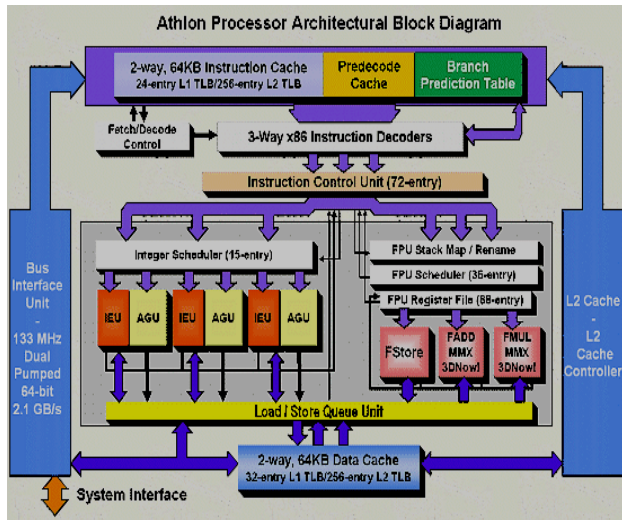 Athlon Processor Architectural Block Diagram
2-way, 64KB Instruction Cache
24-entry L1 TLB/256-entry L2 TLB
Predecode
Cache
Branch
Prediction Table
Fetch/Decode
Control
3-Way x86 Instruction Decoders
Instruction Control Unit (72-entry)
Bus
Interface
Unit
-
133 MHz
Dual
Pumped
64-bit
2.1 GB/s
Integer Scheduler (15-entry)
FPU Stack Map / Rename
FPU Scheduler (36-entry)
FPU Register File (88-entry)
IEU
AGU
IEU
AGU
IEU
AGU
FStore
FADD
MMX
3DNow!
FMUL
MMX
3DNow!
L2 Cache
-
L2
Cache
Controller
Load / Store Queue Unit
2-way, 64KB Data Cache
32-entry L1 TLB/256-entry L2 TLB
System Interface